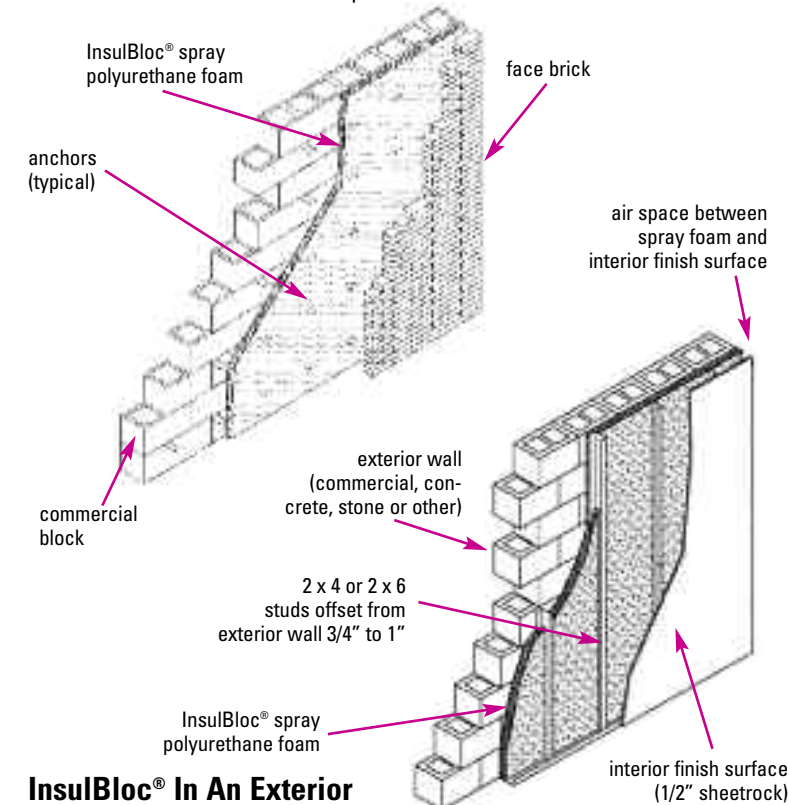 InsulBloc® spray
polyurethane foam
face brick
anchors
(typical)
air space between
spray foam and
interior finish surface
exterior wall
(commercial, con-
crete, stone or other)
commercial
block
2 x 4 or 2 x 6
studs offset from
exterior wall 3/4” to 1”
InsulBloc® spray
polyurethane foam
interior finish surface
(1/2” sheetrock)
InsulBloc® In An Exterior